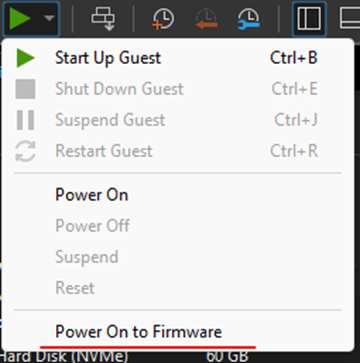 Start Up Guest Ctrl+B
Shut Down Guest Ctrl+E
Suspend Guest Ctrl+J
Restart Guest Ctrl+R
Power On
Power Off
Suspend
Reset
Power On to Firmware
Hard Disk (NVMe) 60 GB